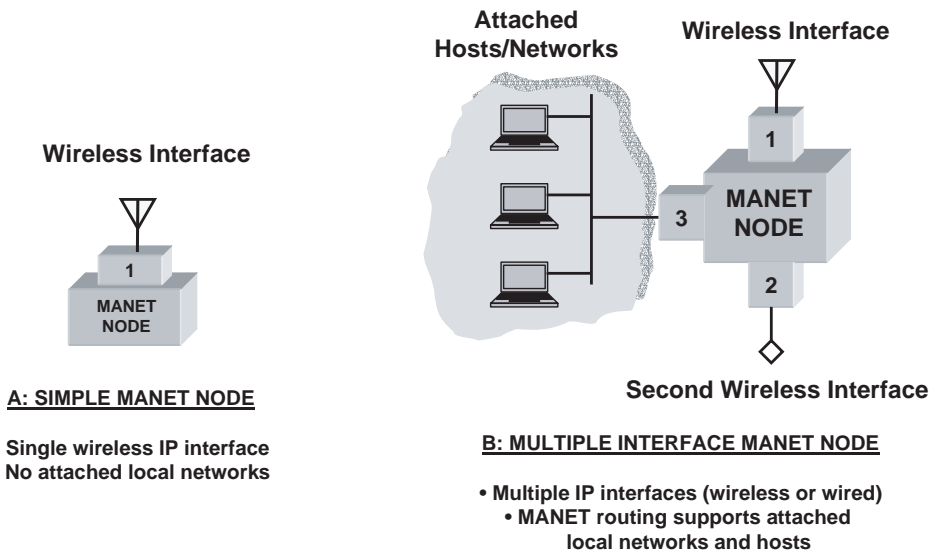 Wireless Interface
1
MANET
NODE
A: SIMPLE MANET NODE
Single wireless IP interface
No attached local networks
Attached
Hosts/Networks
Wireless Interface
1
MANET
NODE
3
2
Second Wireless Interface
B: MULTIPLE INTERFACE MANET NODE
• Multiple IP interfaces (wireless or wired)
• MANET routing supports attached
local networks and hosts